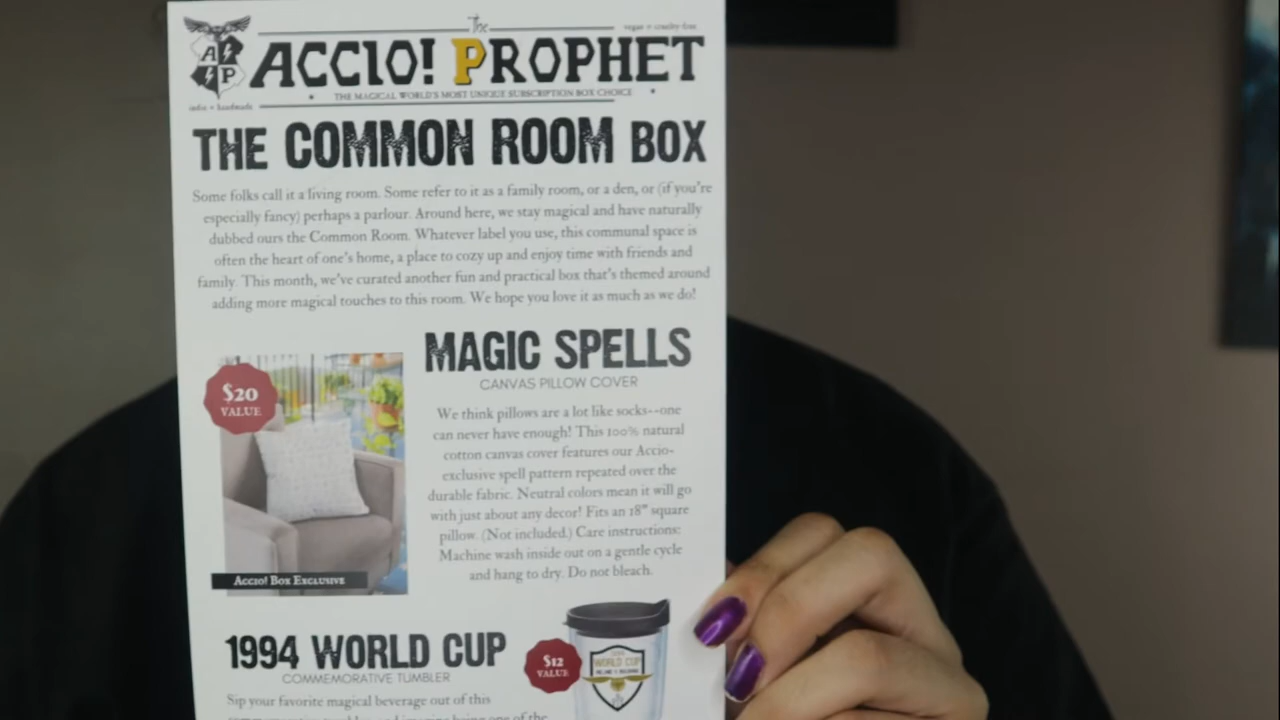 The
vegan + cruelty-free
ACCIO! PROPHET
A P
THE MAGICAL WORLD'S MOST UNIQUE SUBSCRIPTION BOX CHOICE
indie + handmade
THE COMMON ROOM BOX
Some folks call it a living room. Some refer to it as a family room, or a den, or (if you're
especially fancy) perhaps a parlour. Around here, we stay magical and have naturally
dubbed ours the Common Room. Whatever label you use, this communal space is
often the heart of one's home, a place to cozy up and enjoy time with friends and
family. This month, we've curated another fun and practical box that's themed around
adding more magical touches to this room. We hope you love it as much as we do!
MAGIC SPELLS
CANVAS PILLOW COVER
$20
VALUE
We think pillows are a lot like socks--one
can never have enough! This 100% natural
cotton canvas cover features our Accio-
exclusive spell pattern repeated over the
durable fabric. Neutral colors mean it will go
with just about any decor! Fits an 18" square
pillow. (Not included.) Care instructions:
Machine wash inside out on a gentle cycle
and hang to dry. Do not bleach.
Accio! Box Exclusive
1994 WORLD CUP
COMMEMORATIVE TUMBLER
$12
VALUE
WORLD CUP
Sip your favorite magical beverage out of this